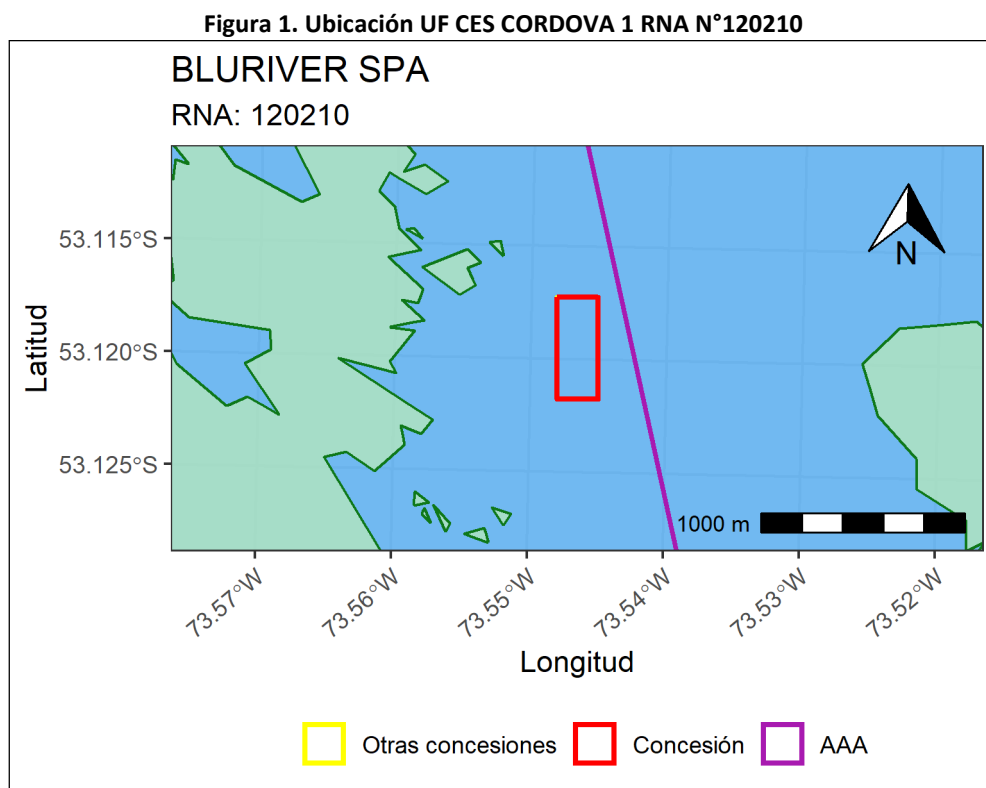 Figura 1. Ubicación UF CES CORDOVA 1 RNA N°120210
BLURIVER SPA
RNA: 120210
53.115°S
53.120°S
53.125°S
Latitud
N
1000 m
73.57°W
73.56°W
73.55°W
73.54°W
73.53°W
73.52°W
Longitud
Otras concesiones Concesión AAA